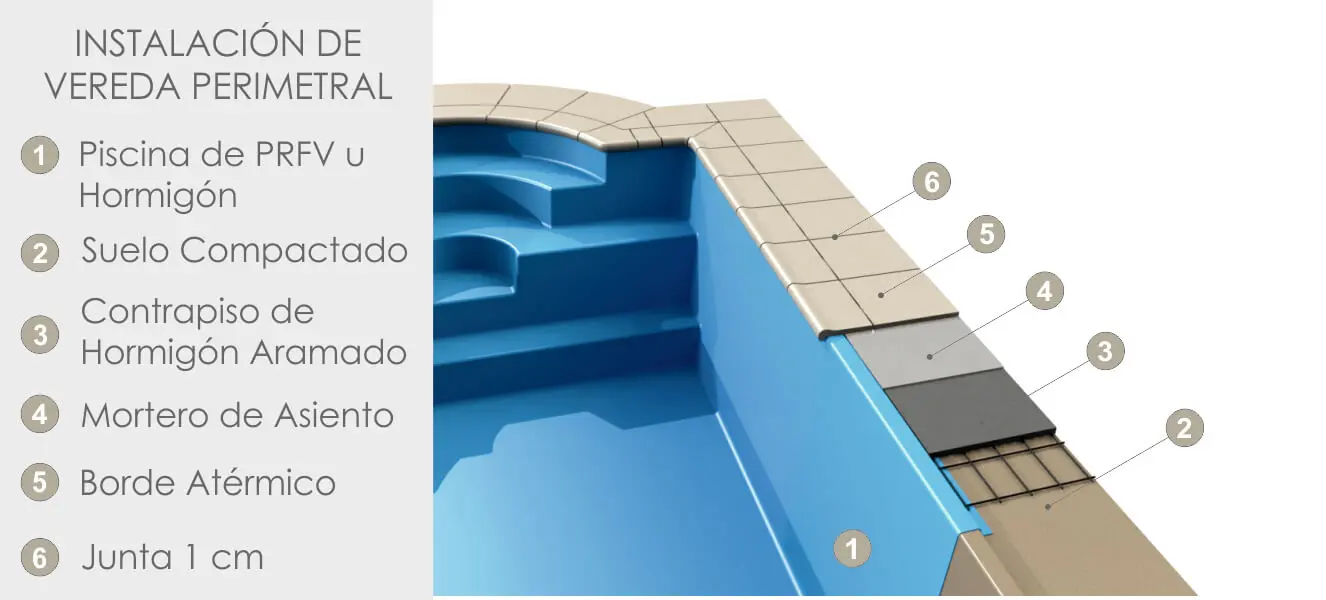 INSTALACIÓN DE
VEREDA PERIMETRAL
1 Piscina de PRFV u
Hormigón
2 Suelo Compactado
3 Contrapiso de
Hormigón Aramado
4 Mortero de Asiento
5 Borde Atérmico
6 Junta 1 cm
6
5
4
3
2
1